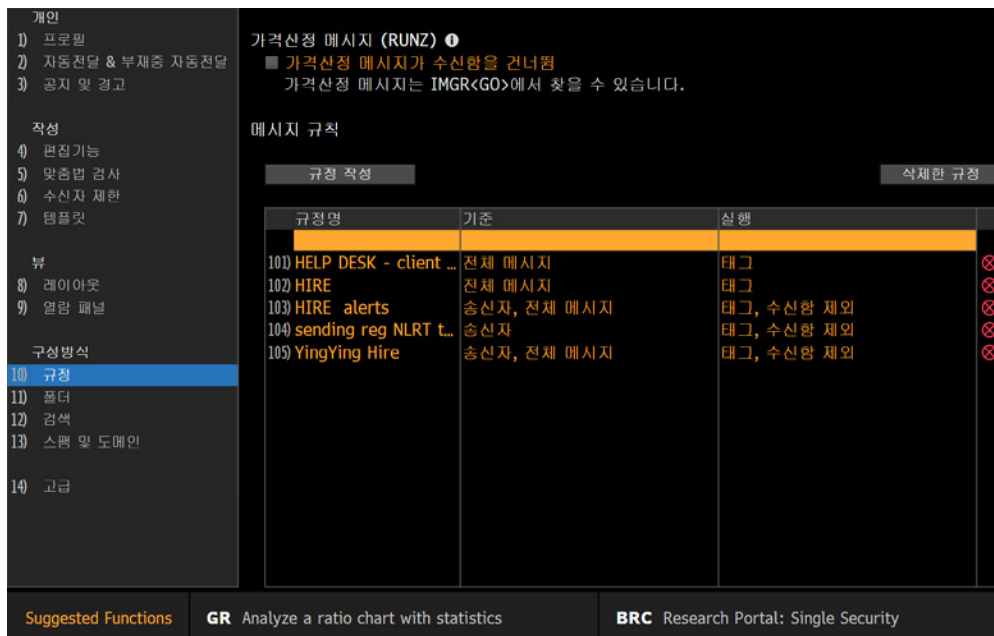 개인
1) 프로필
2) 자동전달 & 부재중 자동전달
3) 공지 및 경고
작성
4) 편집기능
5) 맞춤법 검사
6) 수신자 제한
7) 템플릿
뷰
8) 레이아웃
9) 열람 패널
구성방식
10) 규정
11) 폴더
12) 검색
13) 스팸 및 도메인
14) 고급
가격산정 메시지 (RUNZ)
가격산정 메시지가 수신함을 건너뜀
가격산정 메시지는 IMGR<GO>에서 찾을 수 있습니다.
메시지 규칙
규정 작성 삭제한 규정
규정명 기준 실행
101) HELP DESK - client ... 전체 메시지 태그
102) HIRE 전체 메시지 태그
103) HIRE alerts 송신자, 전체 메시지 태그, 수신함 제외
104) sending reg NLRT t... 송신자 태그, 수신함 제외
105) YingYing Hire 송신자, 전체 메시지 태그, 수신함 제외
Suggested Functions GR Analyze a ratio chart with statistics BRC Research Portal: Single Security